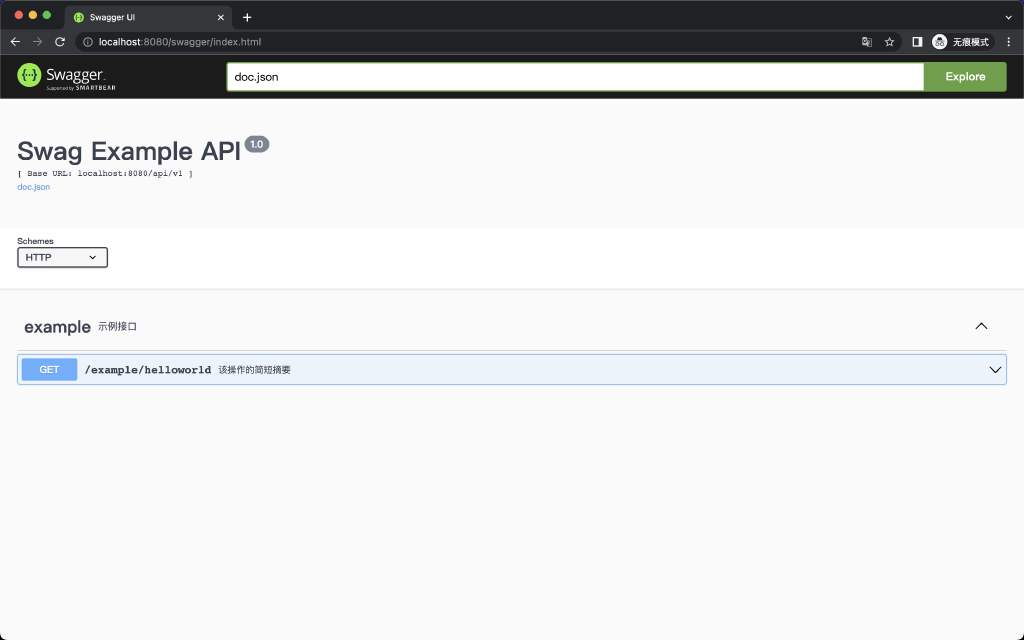 Swagger UI
localhost:8080/swagger/index.html
无痕模式
Swagger.
Supported by SMARTBEAR
doc.json
Explore
Swag Example API 1.0
[ Base URL: localhost:8080/api/v1 ]
doc.json
Schemes
HTTP
example 示例接口
GET /example/helloworld 该操作的简短摘要